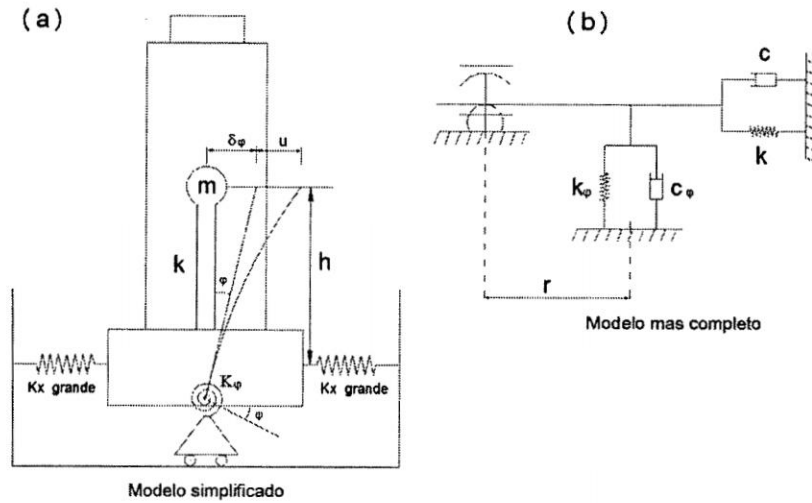 (a)
δφ
u
m
k
h
φ
Kx grande
Kx grande
Kφ
φ
Modelo simplificado
(b)
c
k
kφ
cφ
r
Modelo mas completo